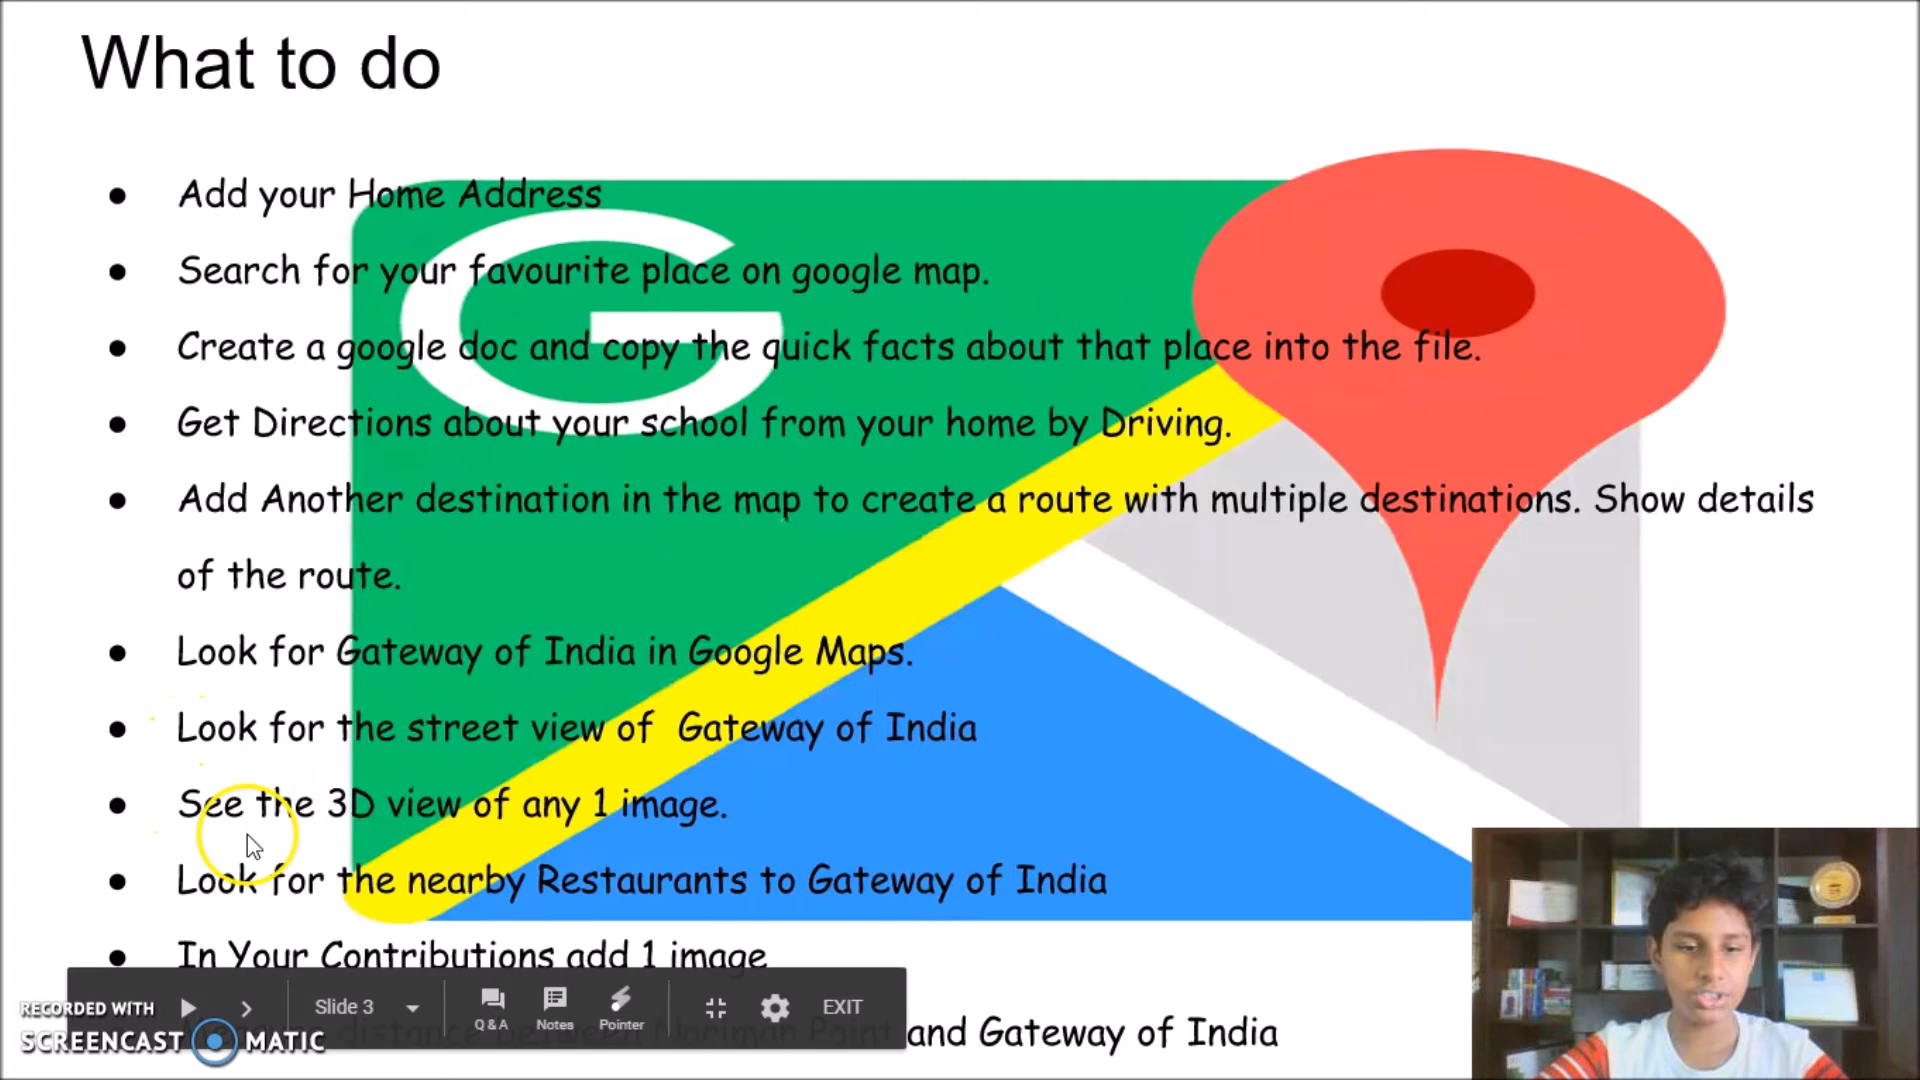 What to do
● Add your Home Address
● Search for your favourite place on google map.
● Create a google doc and copy the quick facts about that place into the file.
● Get Directions about your school from your home by Driving.
● Add Another destination in the map to create a route with multiple destinations. Show details
of the route.
● Look for Gateway of India in Google Maps.
● Look for the street view of Gateway of India
● See the 3D view of any 1 image.
● Look for the nearby Restaurants to Gateway of India
● In Your Contributions add 1 image
distance between Nariman Point and Gateway of India
Slide 3
Q & A
Notes
Pointer
EXIT
RECORDED WITH
SCREENCAST MATIC
G